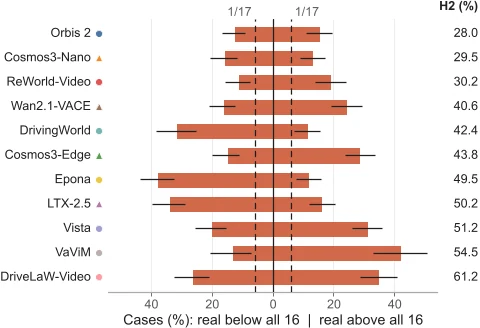 1/17 1/17 H2 (%)
Orbis 2 28.0
Cosmos3-Nano 29.5
ReWorld-Video 30.2
Wan2.1-VACE 40.6
DrivingWorld 42.4
Cosmos3-Edge 43.8
Epona 49.5
LTX-2.5 50.2
Vista 51.2
VaViM 54.5
DriveLaW-Video 61.2
40 20 0 20 40
Cases (%): real below all 16 | real above all 16